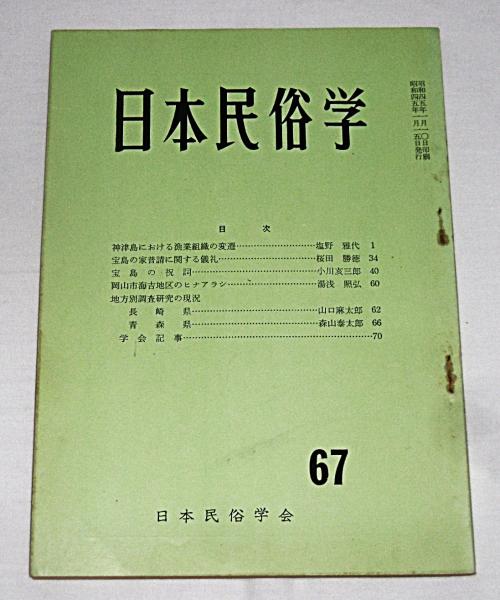 日本民俗学
昭和四五年一月一〇日印刷
昭和四五年一月一五日発行
目次
神津島における漁業組織の変遷…………………塩野 雅代 1
宝島の家普請に関する儀礼…………………桜田 勝徳 34
宝島の祝詞…………………小川亥三郎 40
岡山市海吉地区のヒナアラシ…………………湯浅 照弘 60
地方別調査研究の現況
長崎県…………………山口麻太郎 62
青森県…………………森山泰太郎 66
学会記事…………………70
67
日本民俗学会